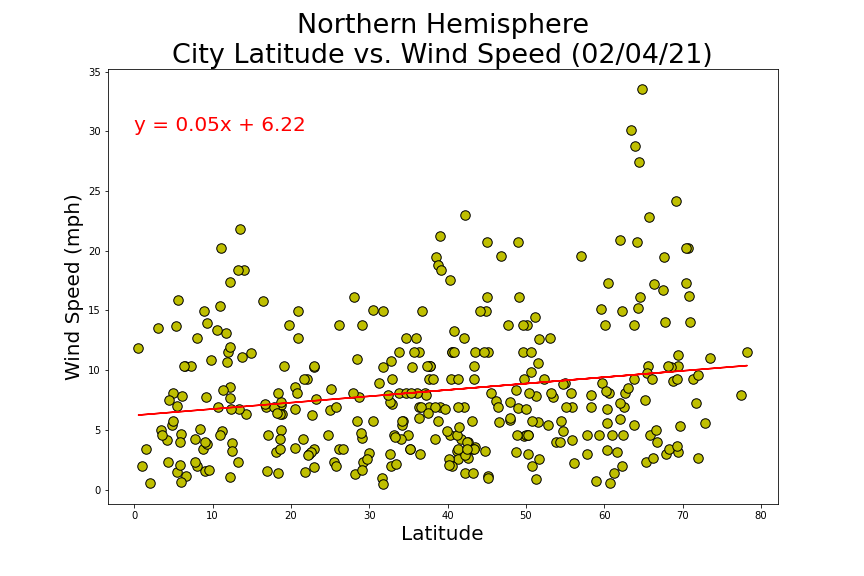 Northern Hemisphere
City Latitude vs. Wind Speed (02/04/21)
35
30
25
20
15
10
5
0
y = 0.05x + 6.22
Wind Speed (mph)
0 10 20 30 40 50 60 70 80
Latitude